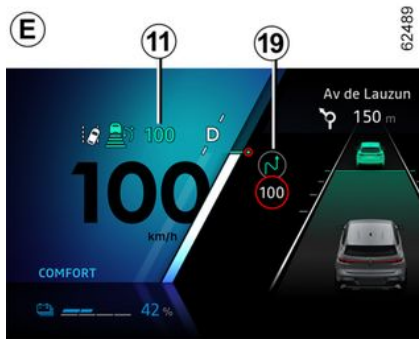 E
11
19
62489
Av de Lauzun
150 m
100
D
100
km/h
100
COMFORT
42 %